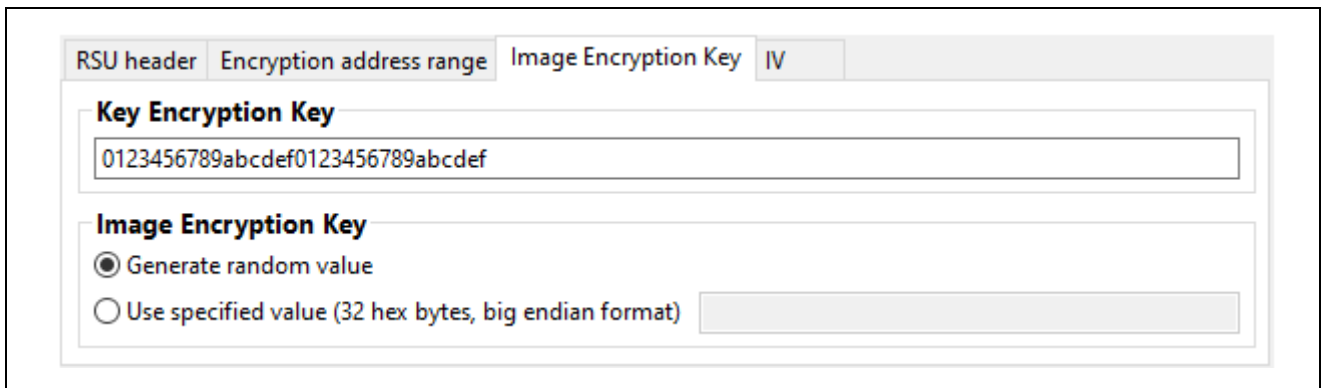 RSU header Encryption address range Image Encryption Key IV
Key Encryption Key
0123456789abcdef0123456789abcdef
Image Encryption Key
Generate random value
Use specified value (32 hex bytes, big endian format)